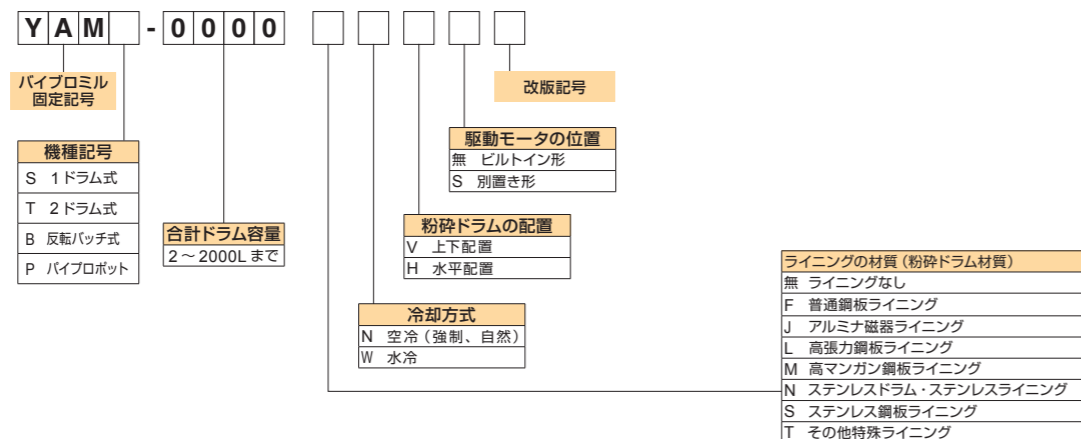 YAM - 0000
バイブロミル
固定記号
改版記号
駆動モータの位置
無 ビルトイン形
S 別置き形
機種記号
S 1ドラム式
T 2ドラム式
B 反転バッチ式
P バイブロポット
合計ドラム容量
2～2000Lまで
粉砕ドラムの配置
V 上下配置
H 水平配置
冷却方式
N 空冷（強制、自然）
W 水冷
ライニングの材質（粉砕ドラム材質）
無 ライニングなし
F 普通鋼板ライニング
J アルミナ磁器ライニング
L 高張力鋼板ライニング
M 高マンガン鋼板ライニング
N ステンレスドラム・ステンレスライニング
S ステンレス鋼板ライニング
T その他特殊ライニング